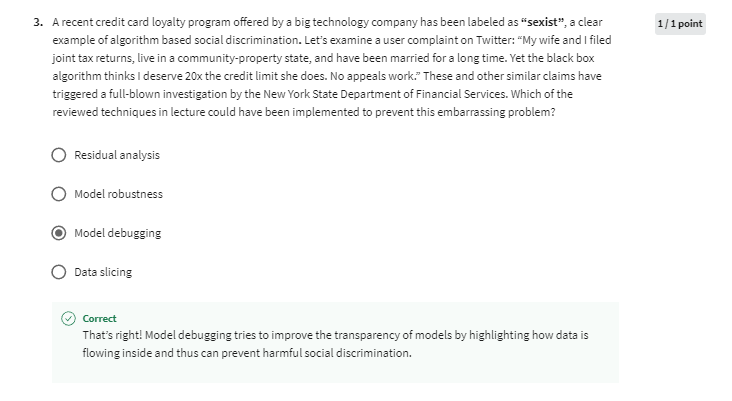 3. A recent credit card loyalty program offered by a big technology company has been labeled as “sexist”, a clear
1 / 1 point
example of algorithm based social discrimination. Let’s examine a user complaint on Twitter: “My wife and I filed
joint tax returns, live in a community-property state, and have been married for a long time. Yet the black box
algorithm thinks I deserve 20x the credit limit she does. No appeals work.” These and other similar claims have
triggered a full-blown investigation by the New York State Department of Financial Services. Which of the
reviewed techniques in lecture could have been implemented to prevent this embarrassing problem?
Residual analysis
Model robustness
Model debugging
Data slicing
Correct
That’s right! Model debugging tries to improve the transparency of models by highlighting how data is
flowing inside and thus can prevent harmful social discrimination.